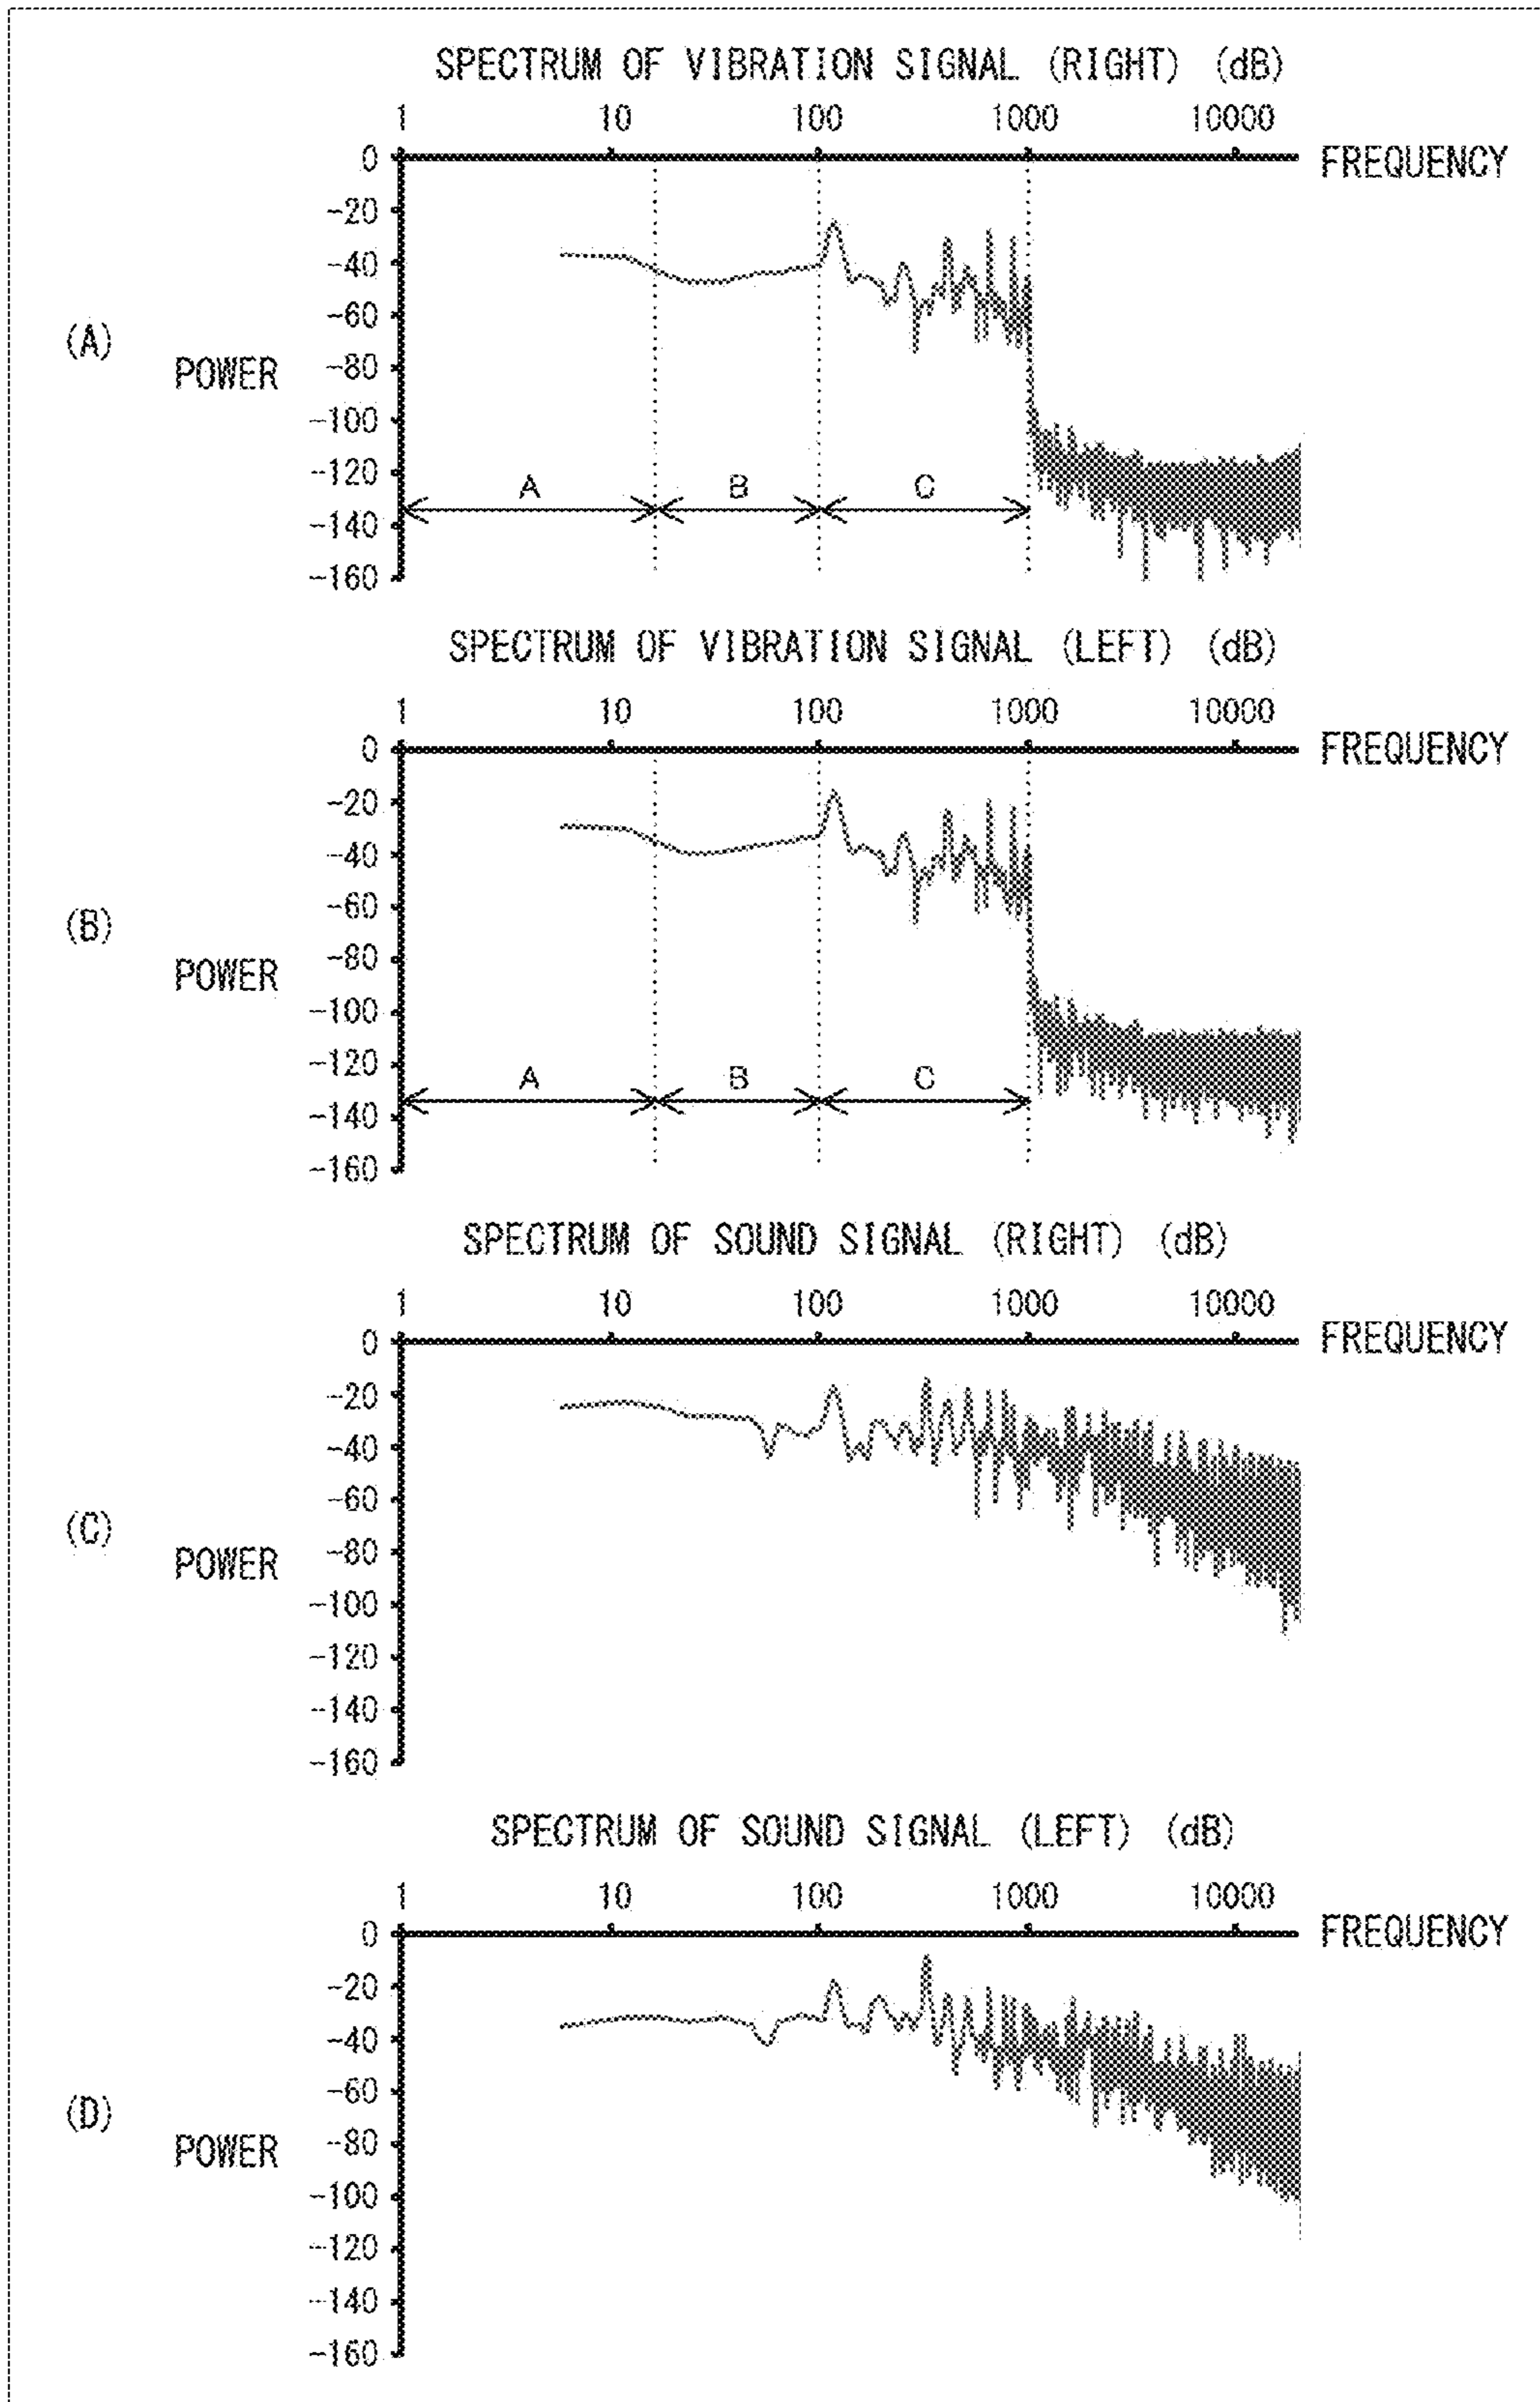 SPECTRUM OF VIBRATION SIGNAL (RIGHT) (dB)
1 10 100 1000 10000
0 FREQUENCY
-20
-40
-60
(A)
POWER -80
-100
-120
A B C
-140
-160
SPECTRUM OF VIBRATION SIGNAL (LEFT) (dB)
1 10 100 1000 10000
0 FREQUENCY
-20
-40
-60
(B)
-80
POWER
-100
-120
A B C
-140
-160
SPECTRUM OF SOUND SIGNAL (RIGHT) (dB)
1 10 100 1000 10000
0 FREQUENCY
-20
-40
-60
(C)
-80
POWER
-100
-120
-140
-160
SPECTRUM OF SOUND SIGNAL (LEFT) (dB)
1 10 100 1000 10000
0 FREQUENCY
-20
-40
-60
(D)
-80
POWER
-100
-120
-140
-160